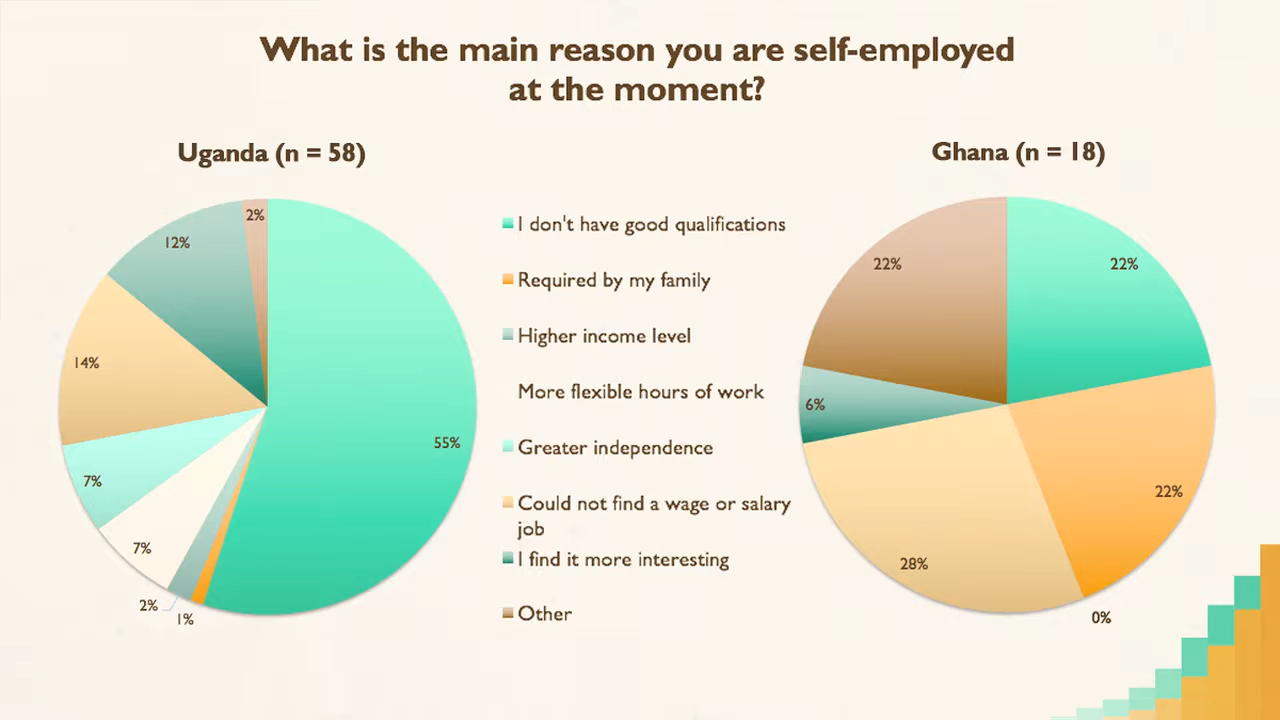 What is the main reason you are self-employed
at the moment?
Uganda (n = 58)
Ghana (n = 18)
2%
12%
14%
55%
7%
7%
2%
1%
I don't have good qualifications
Required by my family
Higher income level
More flexible hours of work
Greater independence
Could not find a wage or salary
job
I find it more interesting
Other
22%
22%
6%
22%
28%
0%